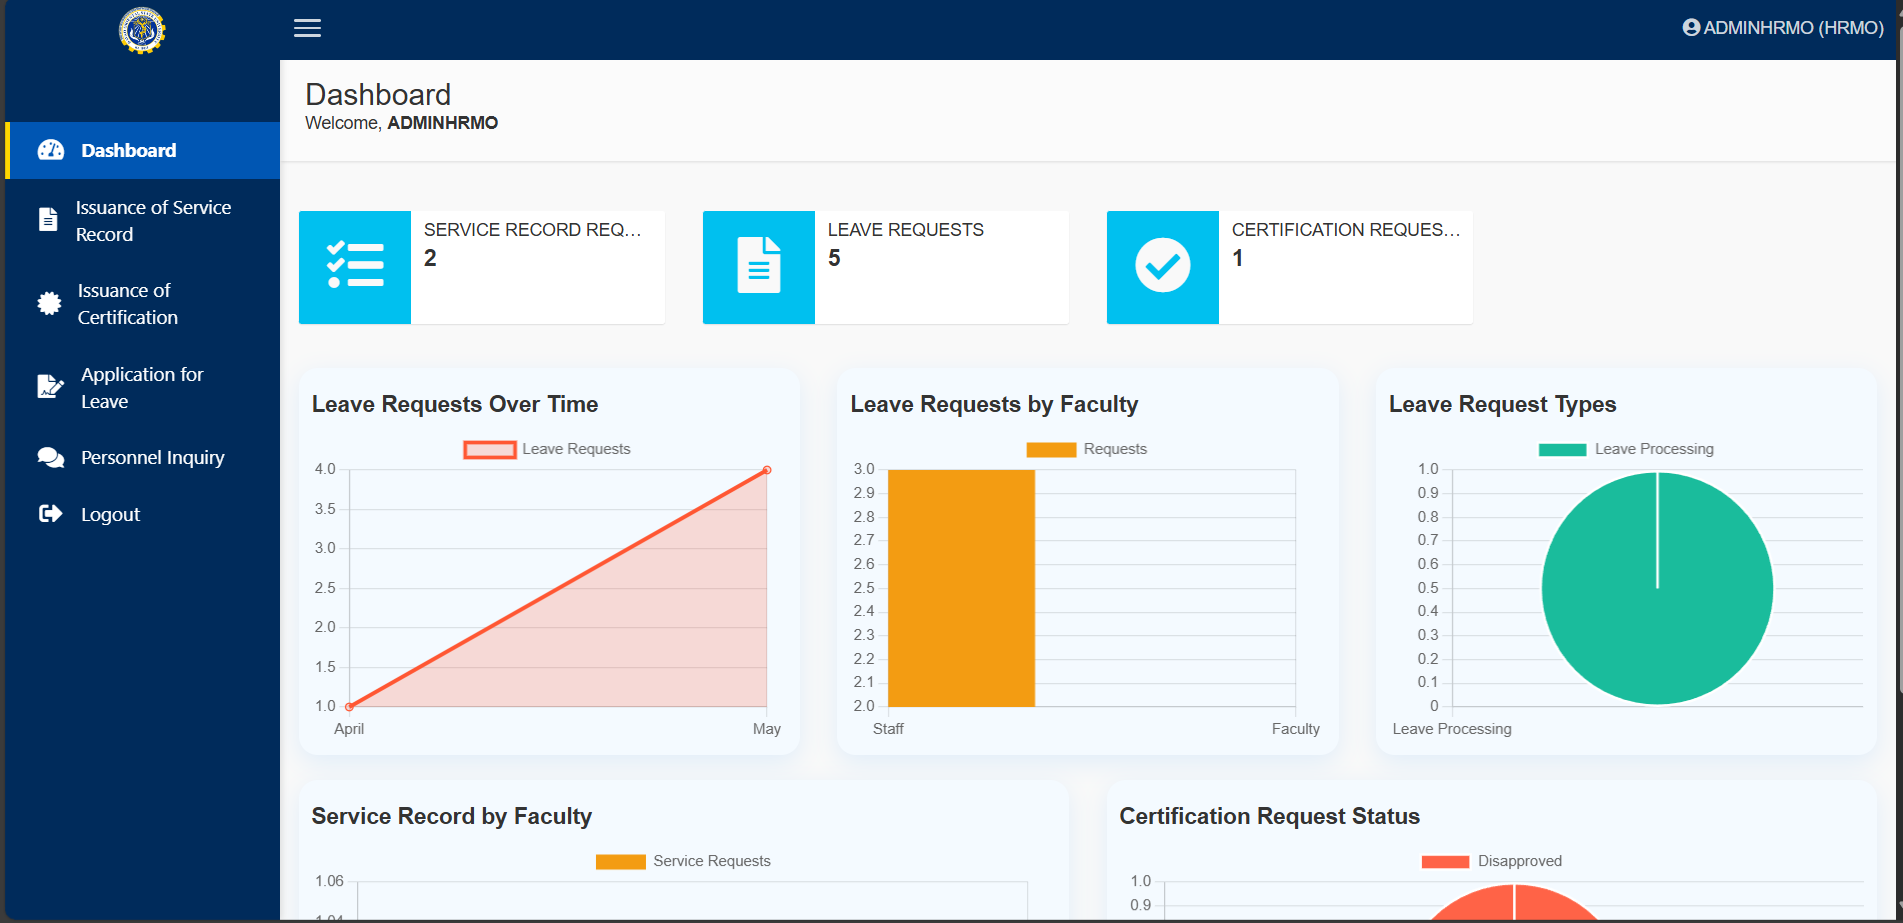 ADMINHRMO (HRMO)
Dashboard
Welcome, ADMINHRMO
Dashboard
Issuance of Service
Record
Issuance of
Certification
Application for
Leave
Personnel Inquiry
Logout
SERVICE RECORD REQ...
2
LEAVE REQUESTS
5
CERTIFICATION REQUES...
1
Leave Requests Over Time
Leave Requests
4.0
3.5
3.0
2.5
2.0
1.5
1.0
April
May
Leave Requests by Faculty
Requests
3.0
2.9
2.8
2.7
2.6
2.5
2.4
2.3
2.2
2.1
2.0
Staff
Faculty
Leave Request Types
Leave Processing
1.0
0.9
0.8
0.7
0.6
0.5
0.4
0.3
0.2
0.1
0
Leave Processing
Service Record by Faculty
Service Requests
1.06
1.04
Certification Request Status
Disapproved
1.0
0.9